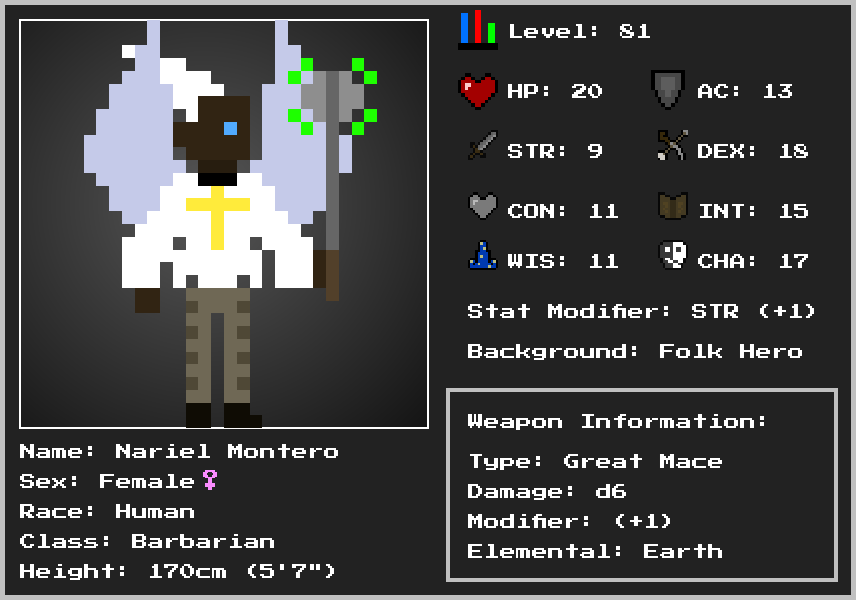 Level: 81
HP: 20
AC: 13
STR: 9
DEX: 18
CON: 11
INT: 15
WIS: 11
CHA: 17
Stat Modifier: STR (+1)
Background: Folk Hero
Weapon Information:
Type: Great Mace
Damage: d6
Modifier: (+1)
Elemental: Earth
Name: Nariel Montero
Sex: Female♀
Race: Human
Class: Barbarian
Height: 170cm (5'7")